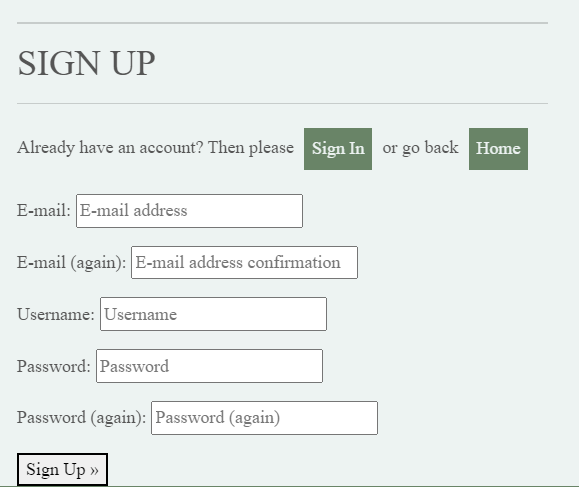 SIGN UP
Already have an account? Then please Sign In or go back Home
E-mail: E-mail address
E-mail (again): E-mail address confirmation
Username: Username
Password: Password
Password (again): Password (again)
Sign Up »